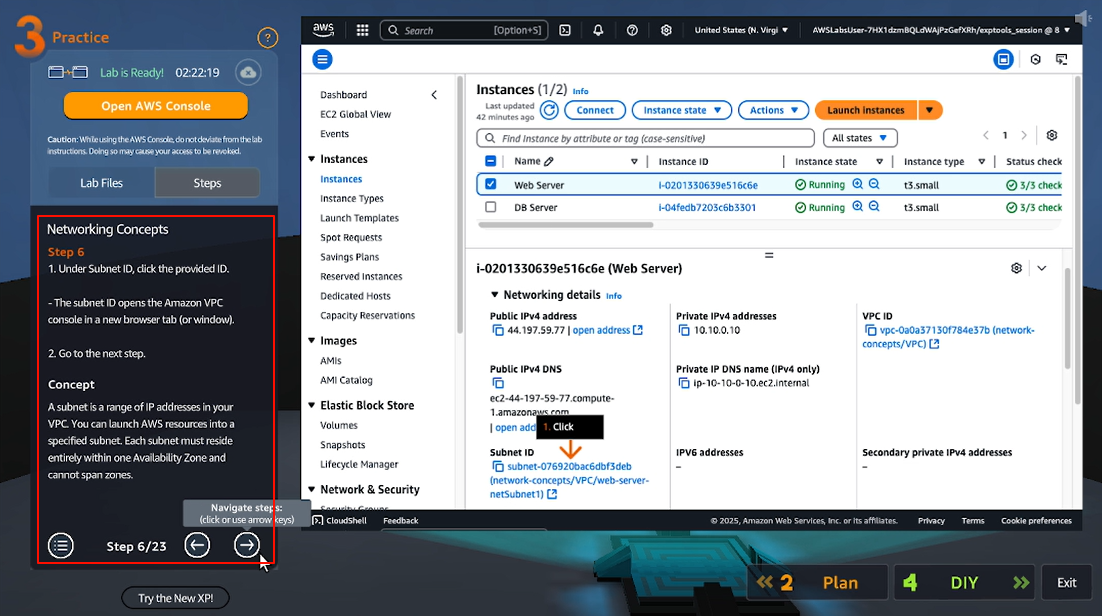 3 Practice
?
Lab is Ready! 02:22:19
Open AWS Console
Caution: While using the AWS Console, do not deviate from the lab
instructions. Doing so may cause your access to be revoked.
Lab Files
Steps
Networking Concepts
Step 6
1. Under Subnet ID, click the provided ID.
- The subnet ID opens the Amazon VPC
console in a new browser tab (or window).
2. Go to the next step.
Concept
A subnet is a range of IP addresses in your
VPC. You can launch AWS resources into a
specified subnet. Each subnet must reside
entirely within one Availability Zone and
cannot span zones.
Navigate steps:
(click or use arrow keys)
Step 6/23
Try the New XP!
aws
Search [Option+S]
United States (N. Virgi
AWSLabsUser-7HX1dzmBQLdWAjPzGefXRh/exptools_session @ 8
Dashboard
EC2 Global View
Events
Instances
Instances
Instance Types
Launch Templates
Spot Requests
Savings Plans
Reserved Instances
Dedicated Hosts
Capacity Reservations
Images
AMIs
AMI Catalog
Elastic Block Store
Volumes
Snapshots
Lifecycle Manager
Network & Security
Security Groups
Instances (1/2) Info
Last updated
42 minutes ago
Connect
Instance state
Actions
Launch instances
Find Instance by attribute or tag (case-sensitive)
All states
1
Name Instance ID Instance state Instance type Status check
Web Server i-0201330639e516c6e Running t3.small 3/3 check
DB Server i-04fedb7203c6b3301 Running t3.small 3/3 check
i-0201330639e516c6e (Web Server)
Networking details Info
Public IPv4 address
44.197.59.77 | open address
Private IPv4 addresses
10.10.0.10
VPC ID
vpc-0a0a37130f784e37b (network-
concepts/VPC)
Public IPv4 DNS
ec2-44-197-59-77.compute-
1.amazonaws.com
| open add
Private IP DNS name (IPv4 only)
ip-10-10-0-10.ec2.internal
1. Click
Subnet ID
subnet-076920bac6dbf3deb
(network-concepts/VPC/web-server-
netSubnet1)
IPV6 addresses
–
Secondary private IPv4 addresses
–
CloudShell Feedback
© 2025, Amazon Web Services, Inc. or its affiliates. Privacy Terms Cookie preferences
2 Plan
4 DIY
Exit